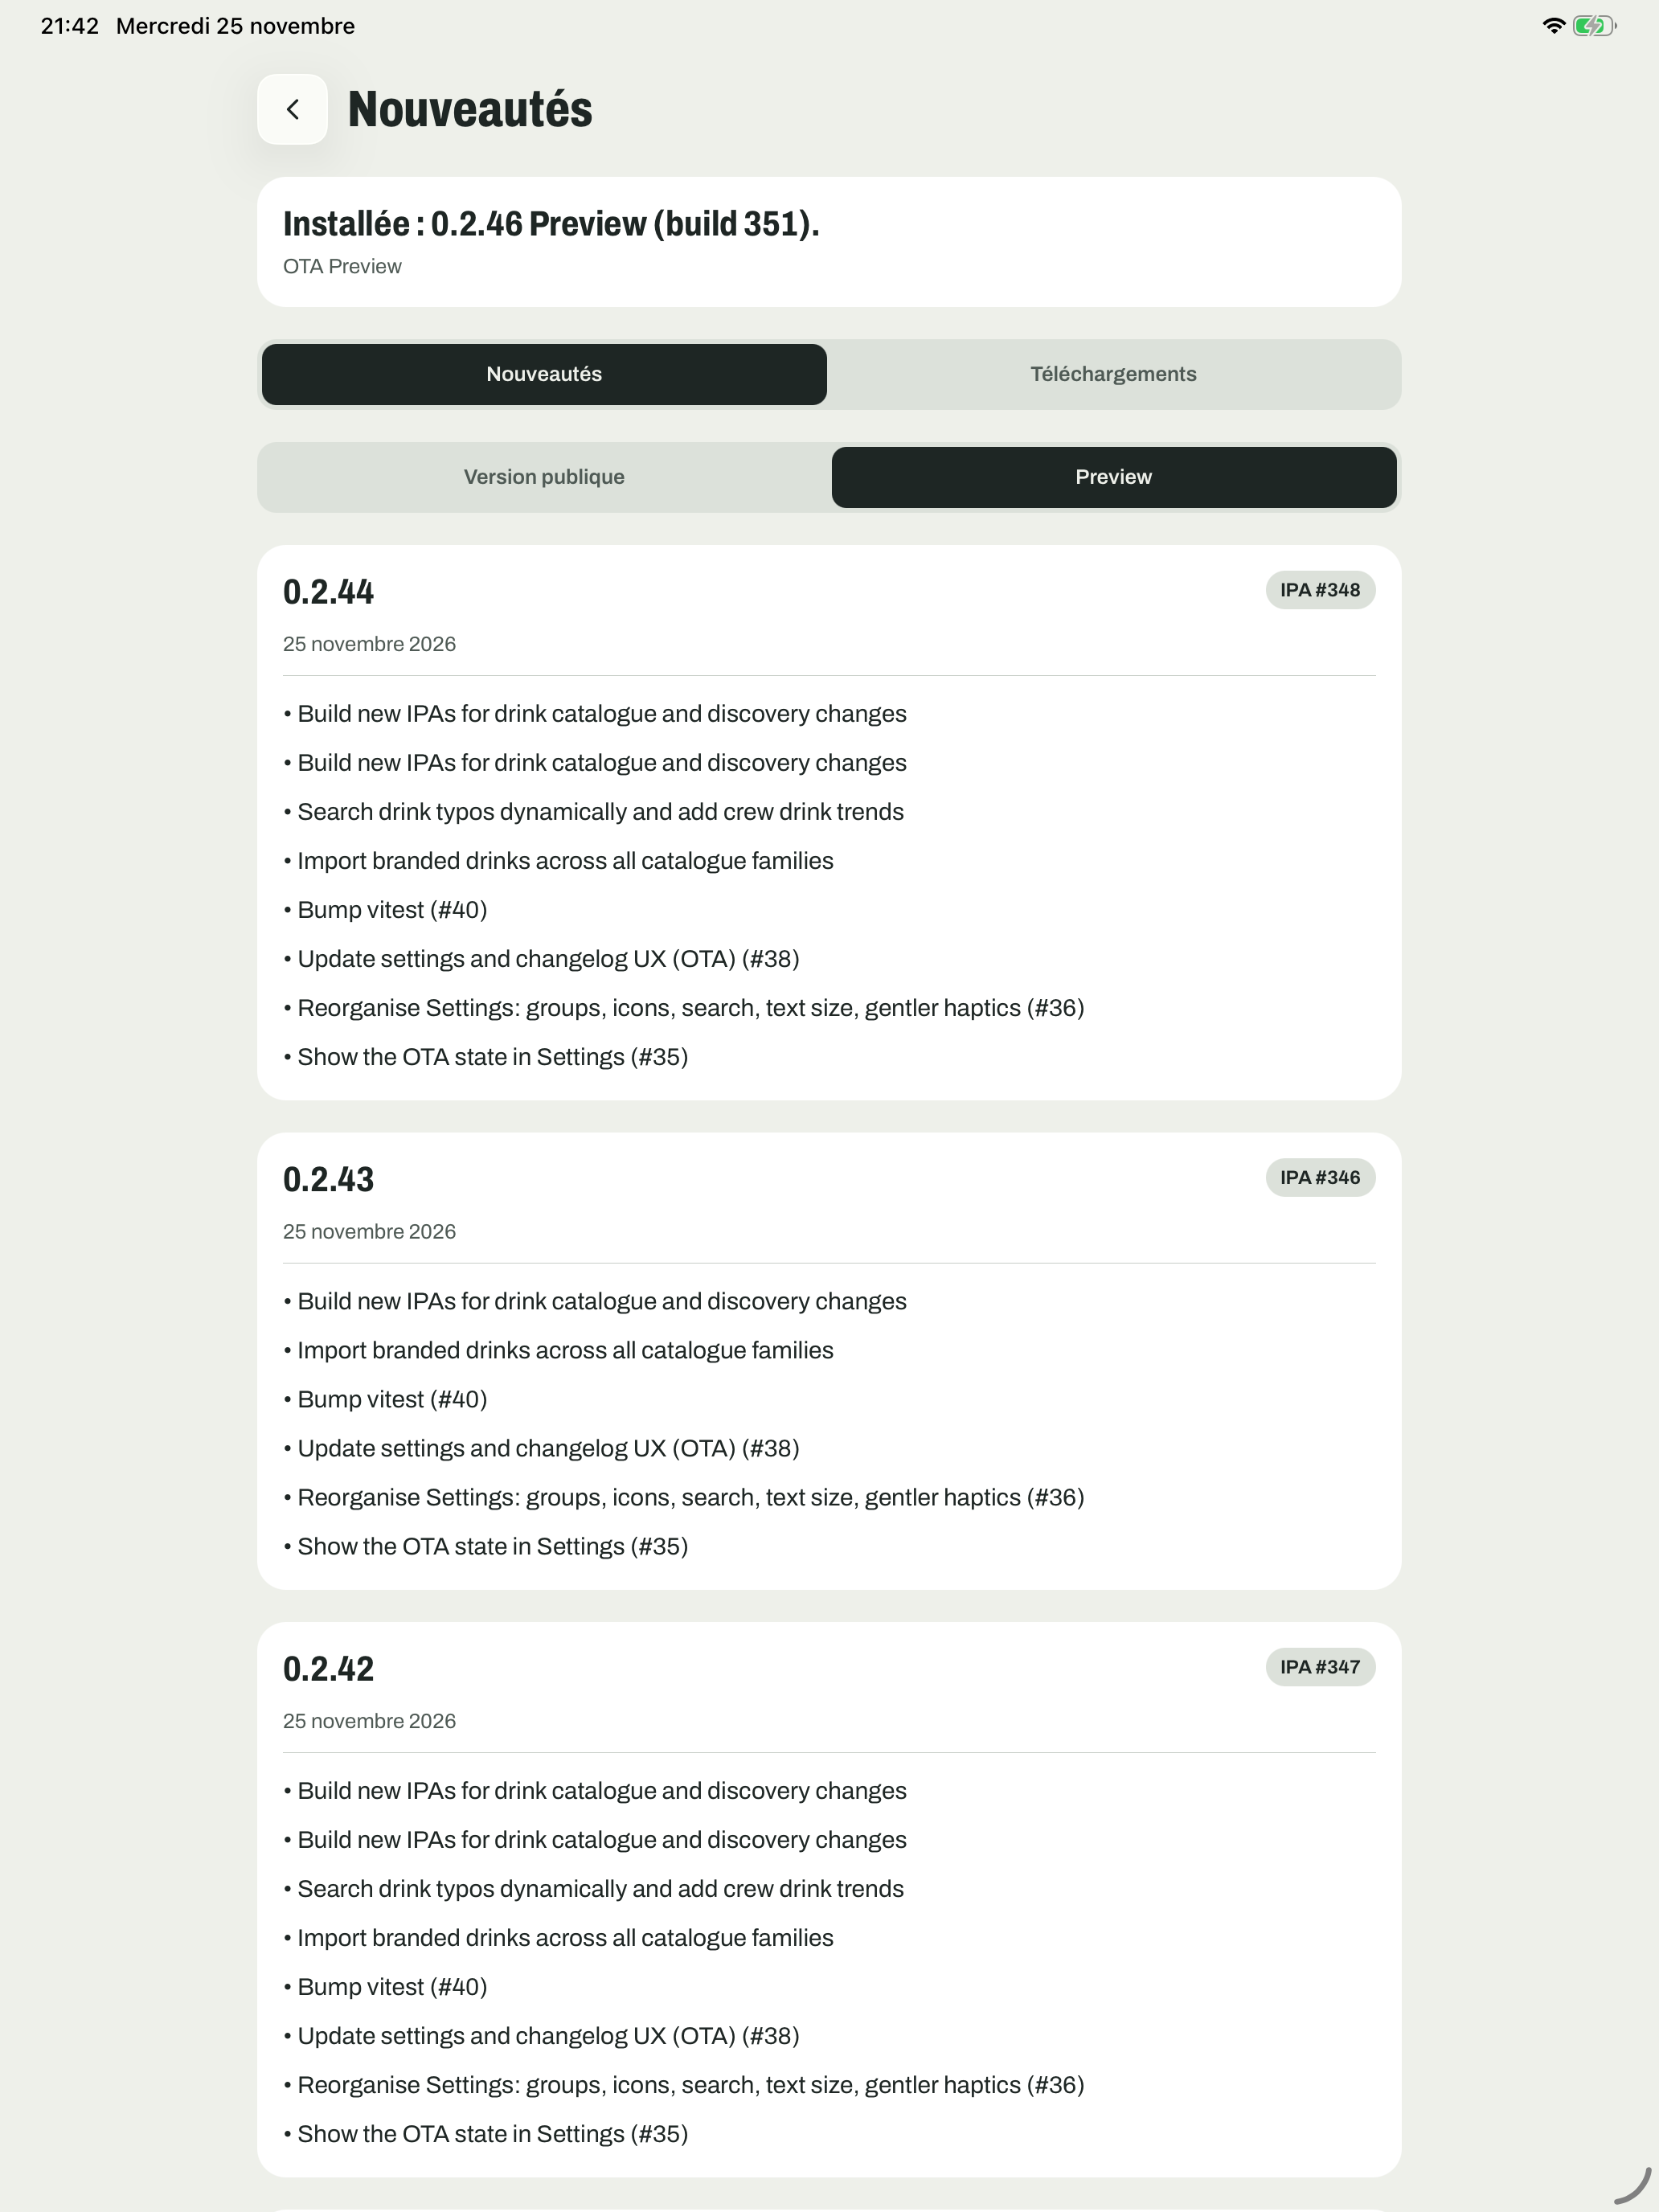 21:42 Mercredi 25 novembre
Nouveautés
Installée : 0.2.46 Preview (build 351).
OTA Preview
Nouveautés
Téléchargements
Version publique
Preview
0.2.44
IPA #348
25 novembre 2026
• Build new IPAs for drink catalogue and discovery changes
• Build new IPAs for drink catalogue and discovery changes
• Search drink typos dynamically and add crew drink trends
• Import branded drinks across all catalogue families
• Bump vitest (#40)
• Update settings and changelog UX (OTA) (#38)
• Reorganise Settings: groups, icons, search, text size, gentler haptics (#36)
• Show the OTA state in Settings (#35)
0.2.43
IPA #346
25 novembre 2026
• Build new IPAs for drink catalogue and discovery changes
• Import branded drinks across all catalogue families
• Bump vitest (#40)
• Update settings and changelog UX (OTA) (#38)
• Reorganise Settings: groups, icons, search, text size, gentler haptics (#36)
• Show the OTA state in Settings (#35)
0.2.42
IPA #347
25 novembre 2026
• Build new IPAs for drink catalogue and discovery changes
• Build new IPAs for drink catalogue and discovery changes
• Search drink typos dynamically and add crew drink trends
• Import branded drinks across all catalogue families
• Bump vitest (#40)
• Update settings and changelog UX (OTA) (#38)
• Reorganise Settings: groups, icons, search, text size, gentler haptics (#36)
• Show the OTA state in Settings (#35)